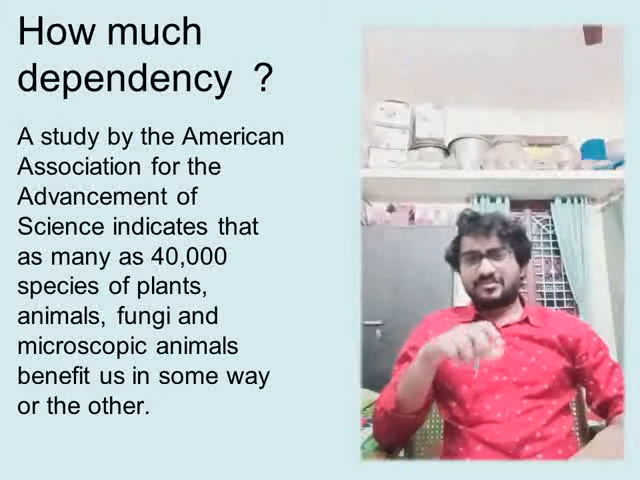 How much
dependency  ?
A study by the American
Association for the
Advancement of
Science indicates that
as many as 40,000
species of plants,
animals, fungi and
microscopic animals
benefit us in some way
or the other.